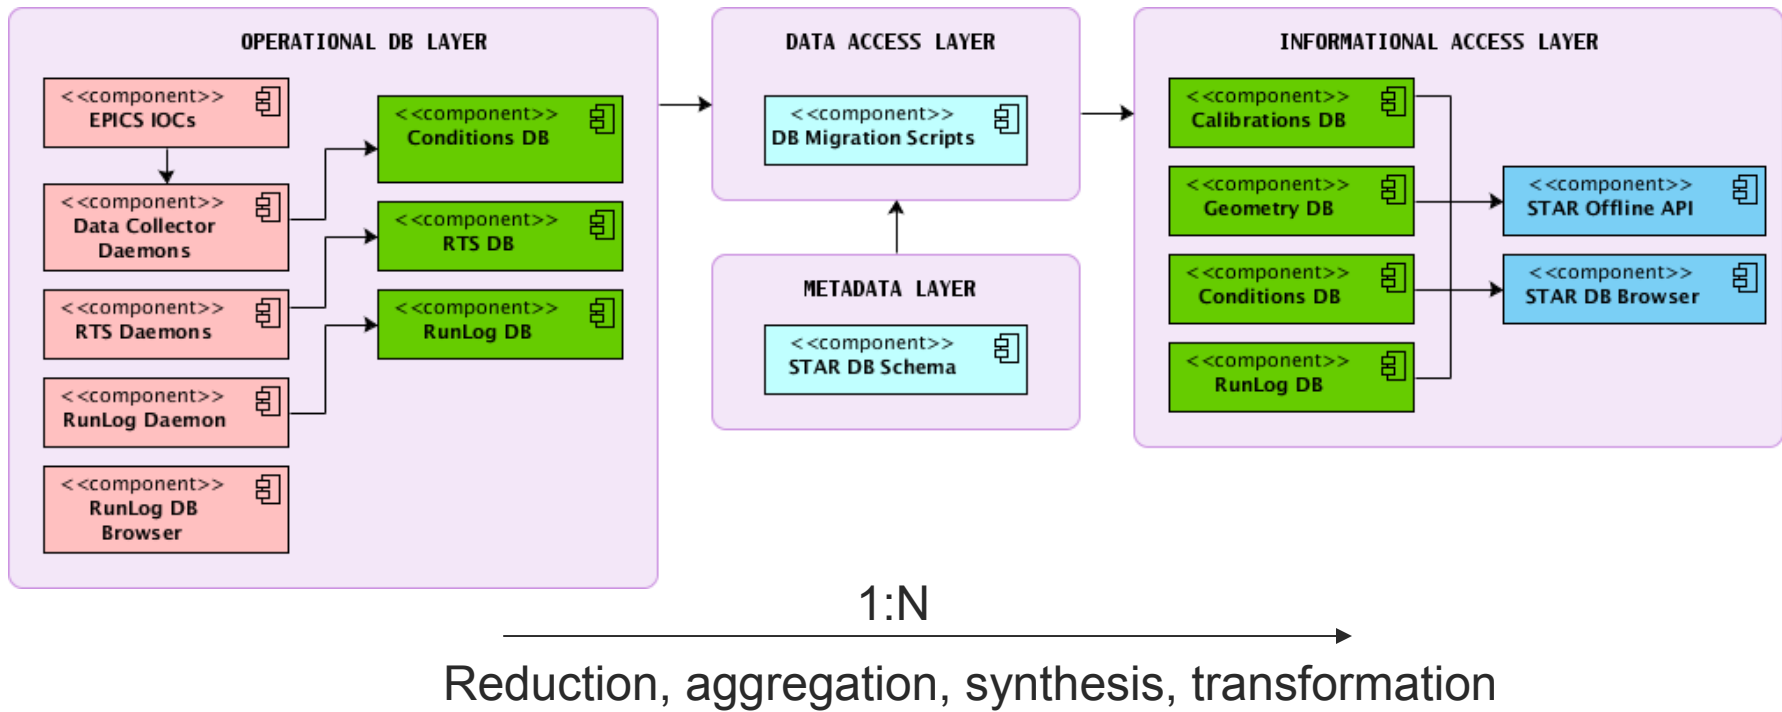 OPERATIONAL DB LAYER
<<component>>
EPICS IOCs
<<component>>
Data Collector
Daemons
<<component>>
RTS Daemons
<<component>>
RunLog Daemon
<<component>>
RunLog DB
Browser
<<component>>
Conditions DB
<<component>>
RTS DB
<<component>>
RunLog DB
DATA ACCESS LAYER
<<component>>
DB Migration Scripts
METADATA LAYER
<<component>>
STAR DB Schema
INFORMATIONAL ACCESS LAYER
<<component>>
Calibrations DB
<<component>>
Geometry DB
<<component>>
Conditions DB
<<component>>
RunLog DB
<<component>>
STAR Offline API
<<component>>
STAR DB Browser
1:N
Reduction, aggregation, synthesis, transformation